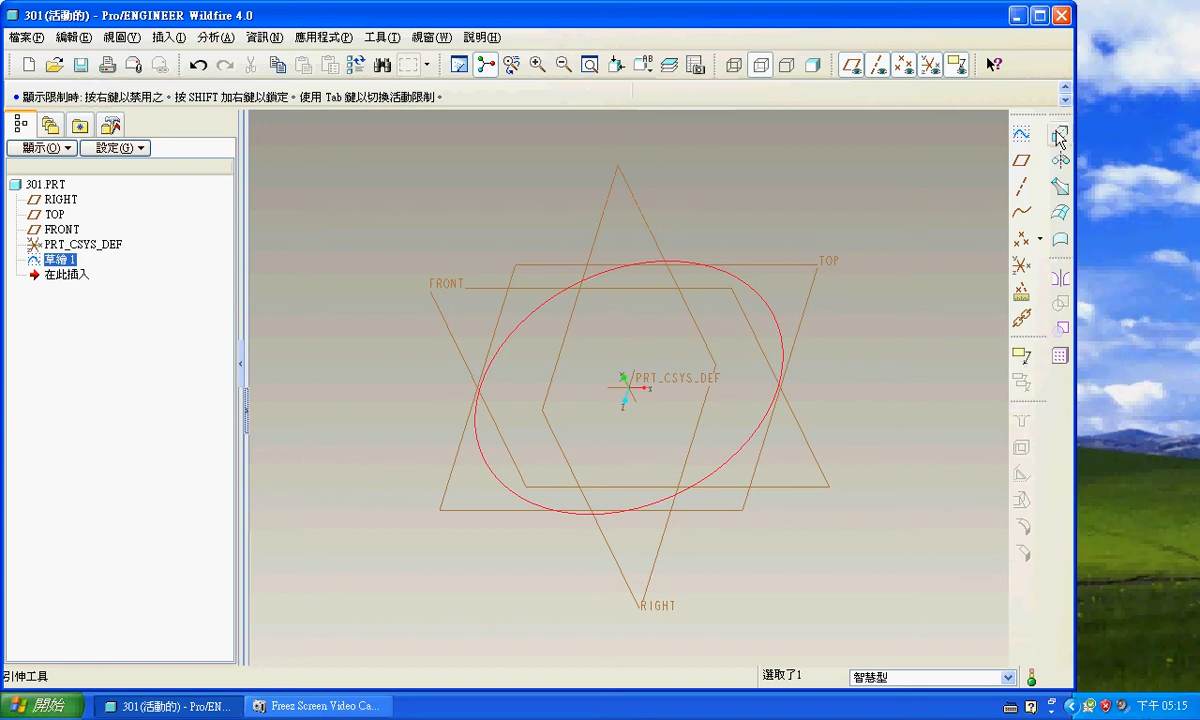 301(活動的) - Pro/ENGINEER Wildfire 4.0
檔案(F) 編輯(E) 視圖(V) 插入(I) 分析(A) 資訊(N) 應用程式(P) 工具(T) 視窗(W) 說明(H)
• 顯示限制時: 按右鍵以禁用之。按 SHIFT 加右鍵以鎖定。使用 Tab 鍵以切換活動限制。
顯示(O) 設定(G)
301.PRT
RIGHT
TOP
FRONT
PRT_CSYS_DEF
草繪 1
在此插入
TOP
FRONT
PRT_CSYS_DEF
X
Z
RIGHT
引伸工具
選取了1
智慧型
開始
301(活動的) - Pro/EN...
Freez Screen Video Ca...
下午 05:15